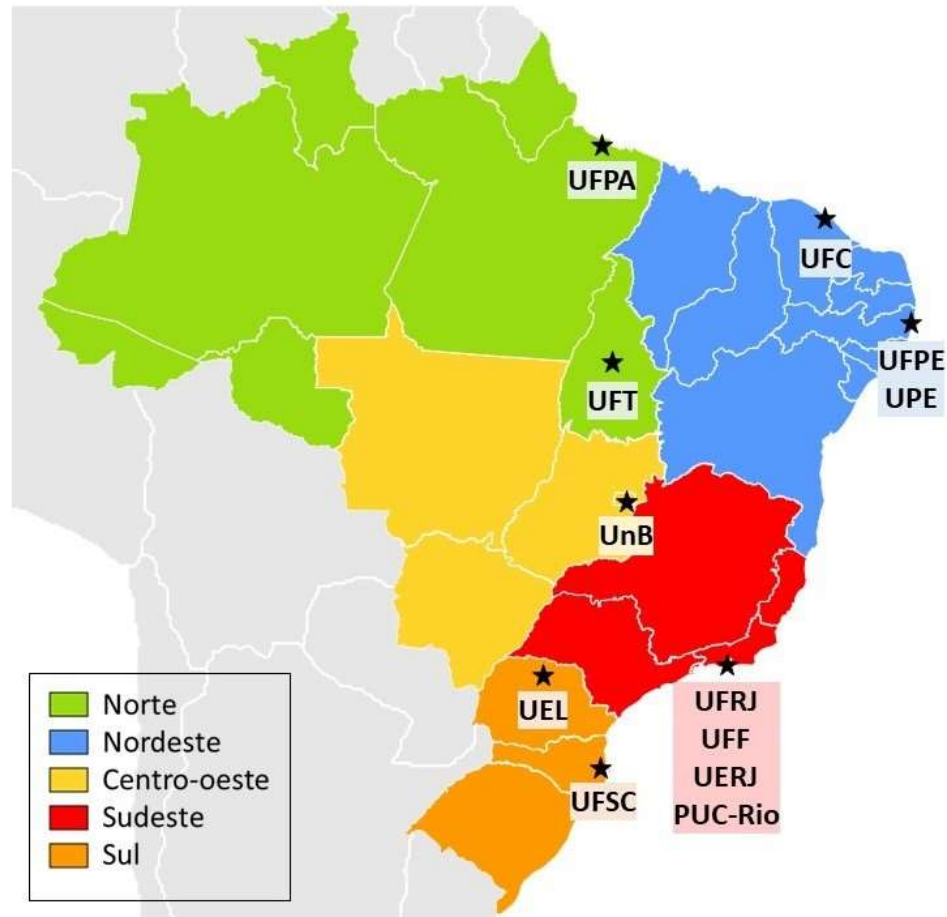 UFPA
UFC
UFPE
UPE
UFT
UnB
UEL
UFSC
UFRJ
UFF
UERJ
PUC-Rio
Norte
Nordeste
Centro-oeste
Sudeste
Sul